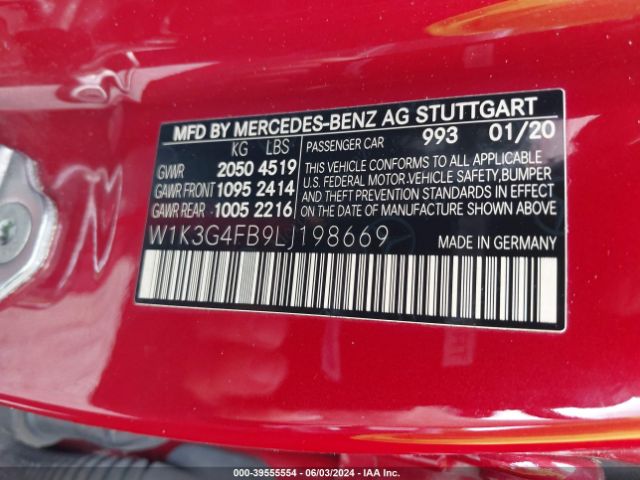 MFD BY MERCEDES-BENZ AG STUTTGART
KG LBS
GVWR 2050 4519
GAWR FRONT 1095 2414
GAWR REAR 1005 2216
PASSENGER CAR 993 01/20
THIS VEHICLE CONFORMS TO ALL APPLICABLE
U.S. FEDERAL MOTOR VEHICLE SAFETY,BUMPER
AND THEFT PREVENTION STANDARDS IN EFFECT
ON THE DATE OF MANUFACTURE SHOWN ABOVE
W1K3G4FB9LJ198669
MADE IN GERMANY
000-39555554 | 06/03/2024 | IAA Inc.